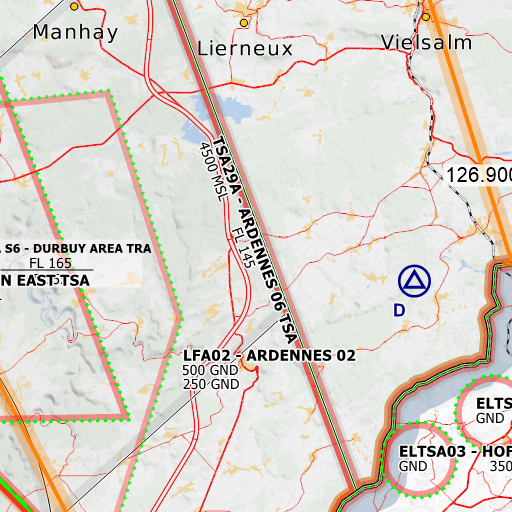 Manhay
Lierneux
Vielsalm
126.900
TSA29A - ARDENNES 06 TSA
4500 MSL
FL 145
S6 - DURBUY AREA TRA
FL 165
N EAST TSA
D
LFA02 - ARDENNES 02
500 GND
250 GND
ELTS
GND
ELTSA03 - HOF
GND
350